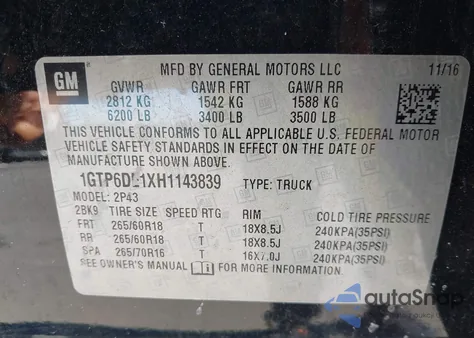 GM
MFD BY GENERAL MOTORS LLC 11/16
GVWR GAWR FRT GAWR RR
2812 KG 1542 KG 1588 KG
6200 LB 3400 LB 3500 LB
THIS VEHICLE CONFORMS TO ALL APPLICABLE U.S. FEDERAL MOTOR
VEHICLE SAFETY STANDARDS IN EFFECT ON THE DATE OF
MANUFACTURE SHOWN ABOVE.
TYPE: TRUCK
MODEL: 2P43
2BK9 TIRE SIZE SPEED RTG RIM COLD TIRE PRESSURE
FRT 265/60R18 T 18X8.5J 240KPA(35PSI)
RR 265/60R18 T 18X8.5J 240KPA(35PSI)
SPA 265/70R16 T 16X7.0J 240KPA(35PSI)
SEE OWNER'S MANUAL FOR MORE INFORMATION
autoSnap